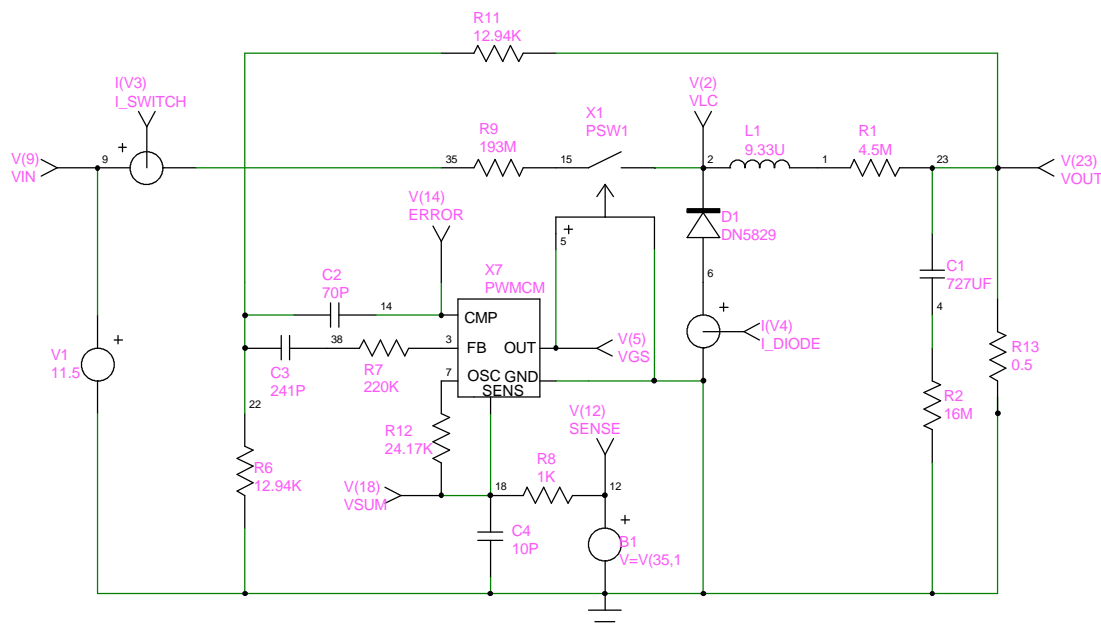 R11
12.94K
I(V3)
I_SWITCH
V(2)
VLC
X1
PSW1
L1
9.33U
R1
4.5M
R9
193M
V(9)
VIN
9
+
35
15
2
1
23
V(23)
VOUT
V(14)
ERROR
+
5
D1
DN5829
X7
PWMCM
6
C1
727UF
C2
70P
14
CMP
+
4
38
3
FB
OUT
V(5)
VGS
I(V4)
I_DIODE
V1
11.5
+
C3
241P
R7
220K
7
OSC
GND
SENS
R13
0.5
22
V(12)
SENSE
R2
16M
R12
24.17K
R6
12.94K
R8
1K
V(18)
VSUM
18
12
C4
10P
+
B1
V=V(35,1